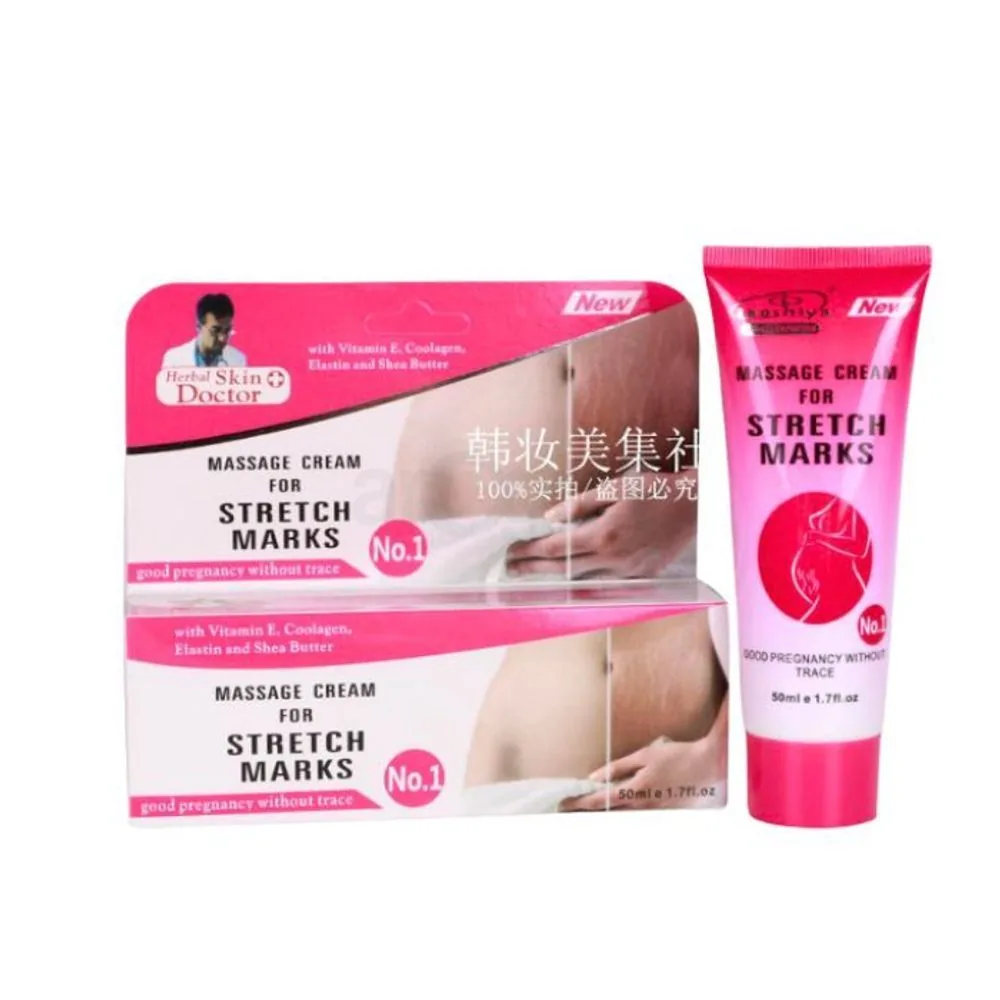 New
with Vitamin E, Coolagen,
Elastin and Shea Butter
Herbal Skin
Doctor
MASSAGE CREAM
FOR
STRETCH
MARKS
No.1
good pregnancy without trace
韩妆美集社
100%实拍/盗图必究
with Vitamin E, Coolagen,
Elastin and Shea Butter
MASSAGE CREAM
FOR
STRETCH
MARKS
No.1
good pregnancy without trace
50ml e 1.7fl.oz
New
MASSAGE CREAM
FOR
STRETCH
MARKS
No.1
GOOD PREGNANCY WITHOUT
TRACE
50ml e 1.7fl.oz